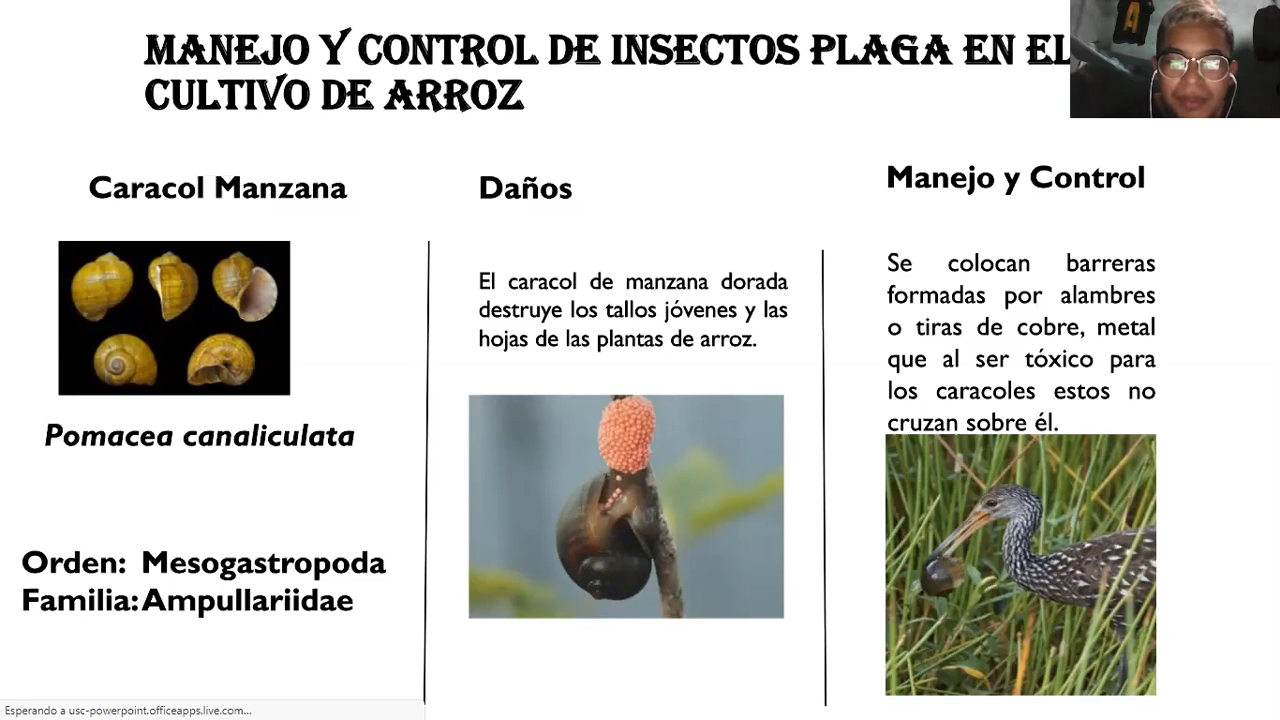 MANEJO Y CONTROL DE INSECTOS PLAGA EN EL
CULTIVO DE ARROZ
A
Caracol Manzana
Pomacea canaliculata
Orden: Mesogastropoda
Familia: Ampullariidae
Daños
El caracol de manzana dorada
destruye los tallos jóvenes y las
hojas de las plantas de arroz.
Manejo y Control
Se colocan barreras
formadas por alambres
o tiras de cobre, metal
que al ser tóxico para
los caracoles estos no
cruzan sobre él.
Esperando a usc-powerpoint.officeapps.live.com...